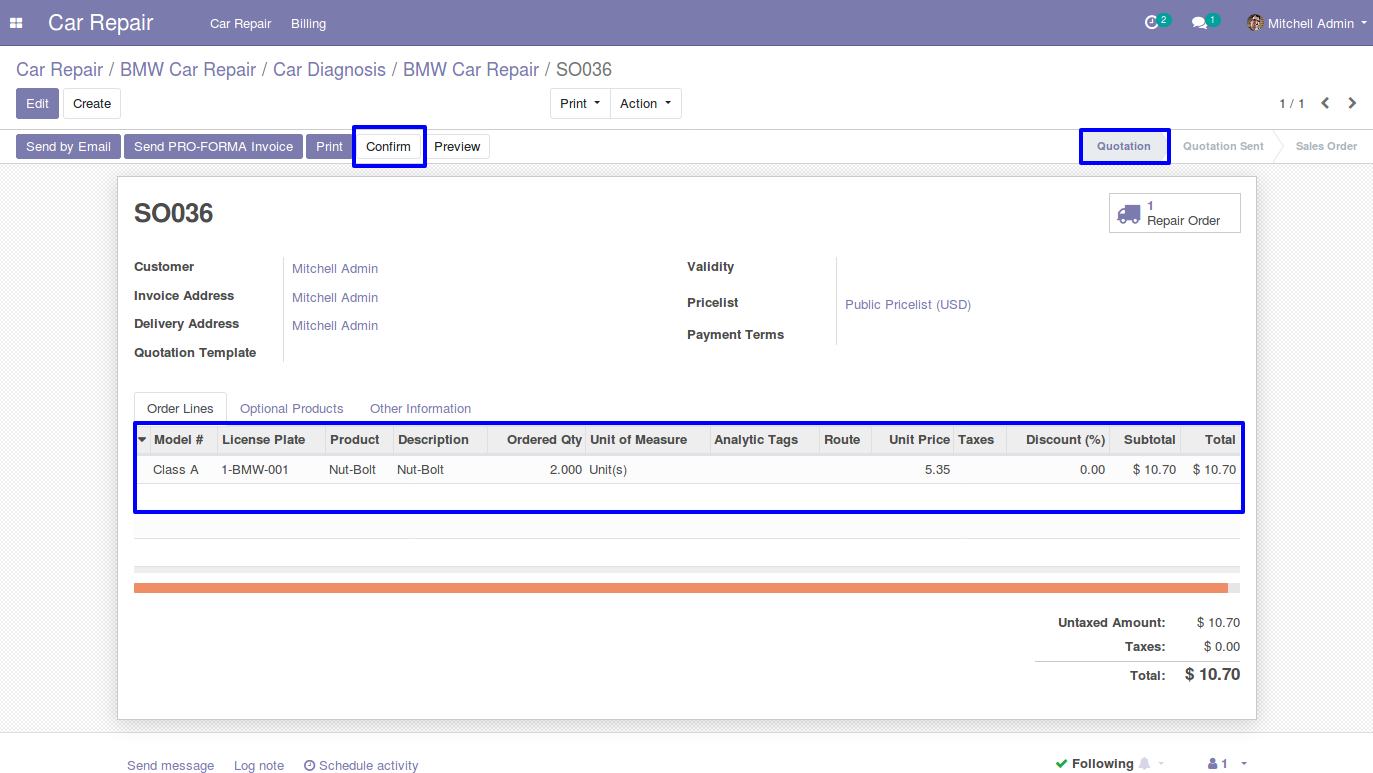 Car Repair Car Repair Billing 2 1 Mitchell Admin
Car Repair / BMW Car Repair / Car Diagnosis / BMW Car Repair / SO036
Edit Create Print Action 1 / 1
Send by Email Send PRO-FORMA Invoice Print Confirm Preview Quotation Quotation Sent Sales Order
SO036
1
Repair Order
Customer Mitchell Admin
Invoice Address Mitchell Admin
Delivery Address Mitchell Admin
Quotation Template
Validity
Pricelist Public Pricelist (USD)
Payment Terms
Order Lines Optional Products Other Information
Model # License Plate Product Description Ordered Qty Unit of Measure Analytic Tags Route Unit Price Taxes Discount (%) Subtotal Total
Class A 1-BMW-001 Nut-Bolt Nut-Bolt 2.000 Unit(s) 5.35 0.00 $ 10.70 $ 10.70
Untaxed Amount: $ 10.70
Taxes: $ 0.00
Total: $ 10.70
Send message Log note Schedule activity Following 1